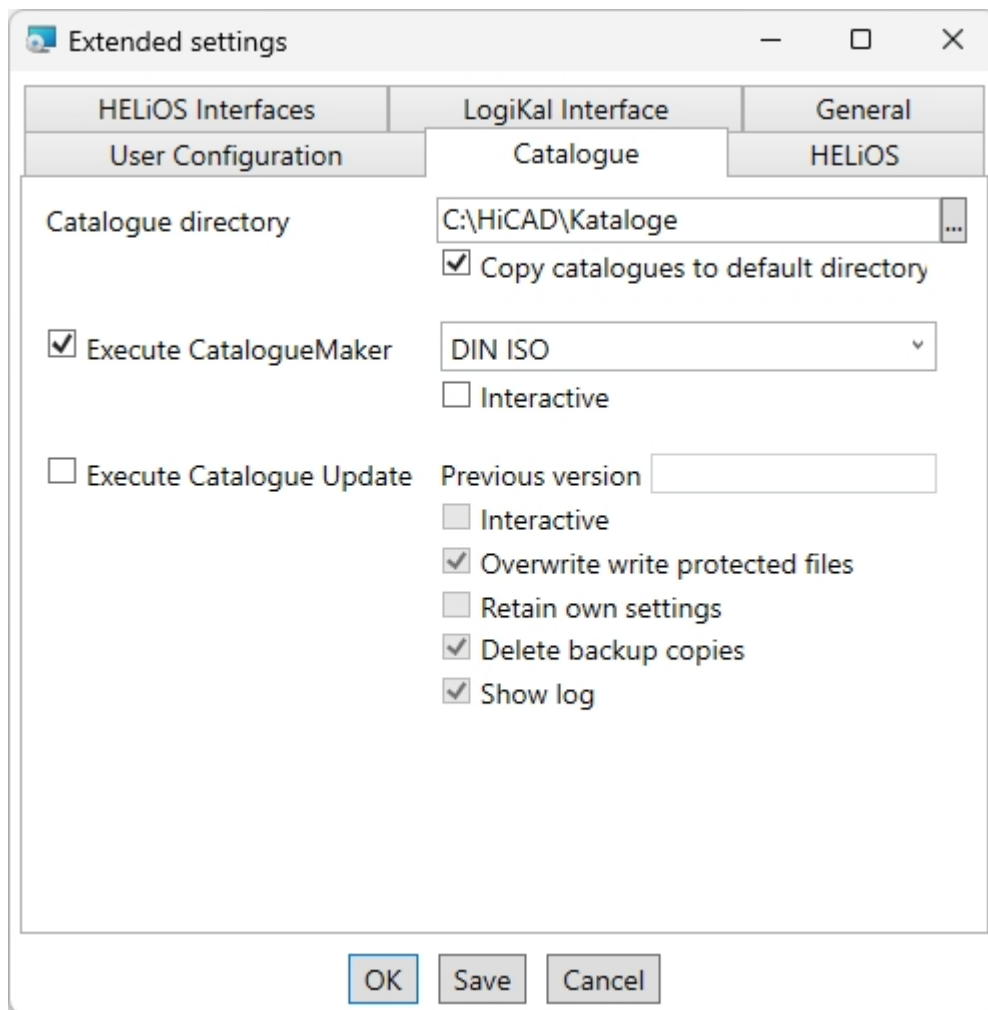 Extended settings
HELiOS Interfaces LogiKal Interface General
User Configuration Catalogue HELiOS
Catalogue directory C:\HiCAD\Kataloge ...
Copy catalogues to default directory
Execute CatalogueMaker DIN ISO
Interactive
Execute Catalogue Update Previous version
Interactive
Overwrite write protected files
Retain own settings
Delete backup copies
Show log
OK Save Cancel